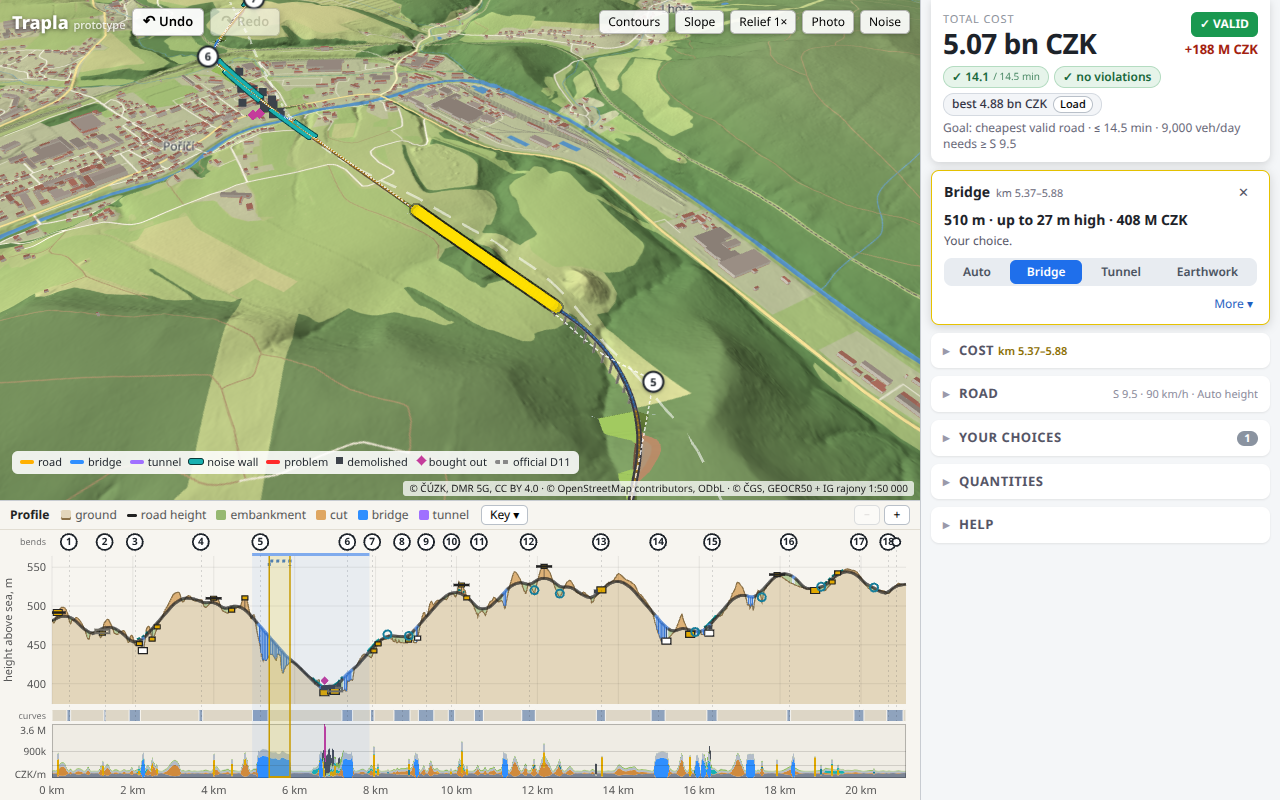 Trapla prototype
↶ Undo
↷ Redo
Contours
Slope
Relief 1×
Photo
Noise
7
6
Poříčí
5
road
bridge
tunnel
noise wall
problem
demolished
bought out
official D11
© ČÚZK, DMR 5G, CC BY 4.0 · © OpenStreetMap contributors, ODbL · © ČGS, GEOCR50 + IG rajony 1:50 000
Profile
ground
road height
embankment
cut
bridge
tunnel
Key ▾
−
+
bends 1 2 3 4 5 6 7 8 9 10 11 12 13 14 15 16 17 18
height above sea, m
550
500
450
400
curves
3.6 M
900k
CZK/m
0 km 2 km 4 km 6 km 8 km 10 km 12 km 14 km 16 km 18 km 20 km
TOTAL COST
5.07 bn CZK
✓ VALID
+188 M CZK
✓ 14.1 / 14.5 min
✓ no violations
best 4.88 bn CZK Load
Goal: cheapest valid road · ≤ 14.5 min · 9,000 veh/day
needs ≥ S 9.5
Bridge km 5.37–5.88 ✕
510 m · up to 27 m high · 408 M CZK
Your choice.
Auto
Bridge
Tunnel
Earthwork
More ▾
▶ COST km 5.37–5.88
▶ ROAD S 9.5 · 90 km/h · Auto height
▶ YOUR CHOICES 1
▶ QUANTITIES
▶ HELP